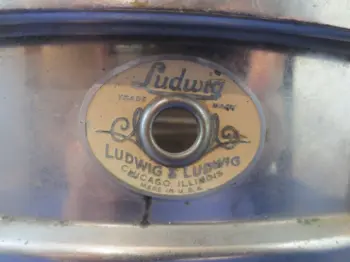 Ludwig
TRADE MARK
LUDWIG & LUDWIG
CHICAGO. ILLINOIS
MADE IN U.S.A.